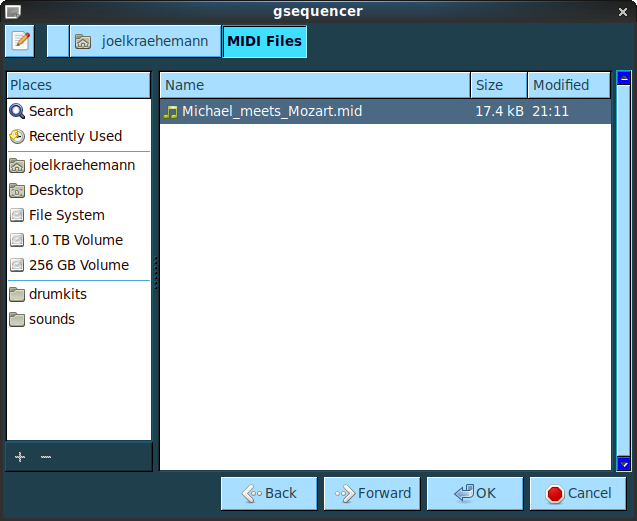 gsequencer
joelkraehemann MIDI Files
Places
Search
Recently Used
joelkraehemann
Desktop
File System
1.0 TB Volume
256 GB Volume
drumkits
sounds
Name Size Modified
Michael_meets_Mozart.mid 17.4 kB 21:11
Back Forward OK Cancel